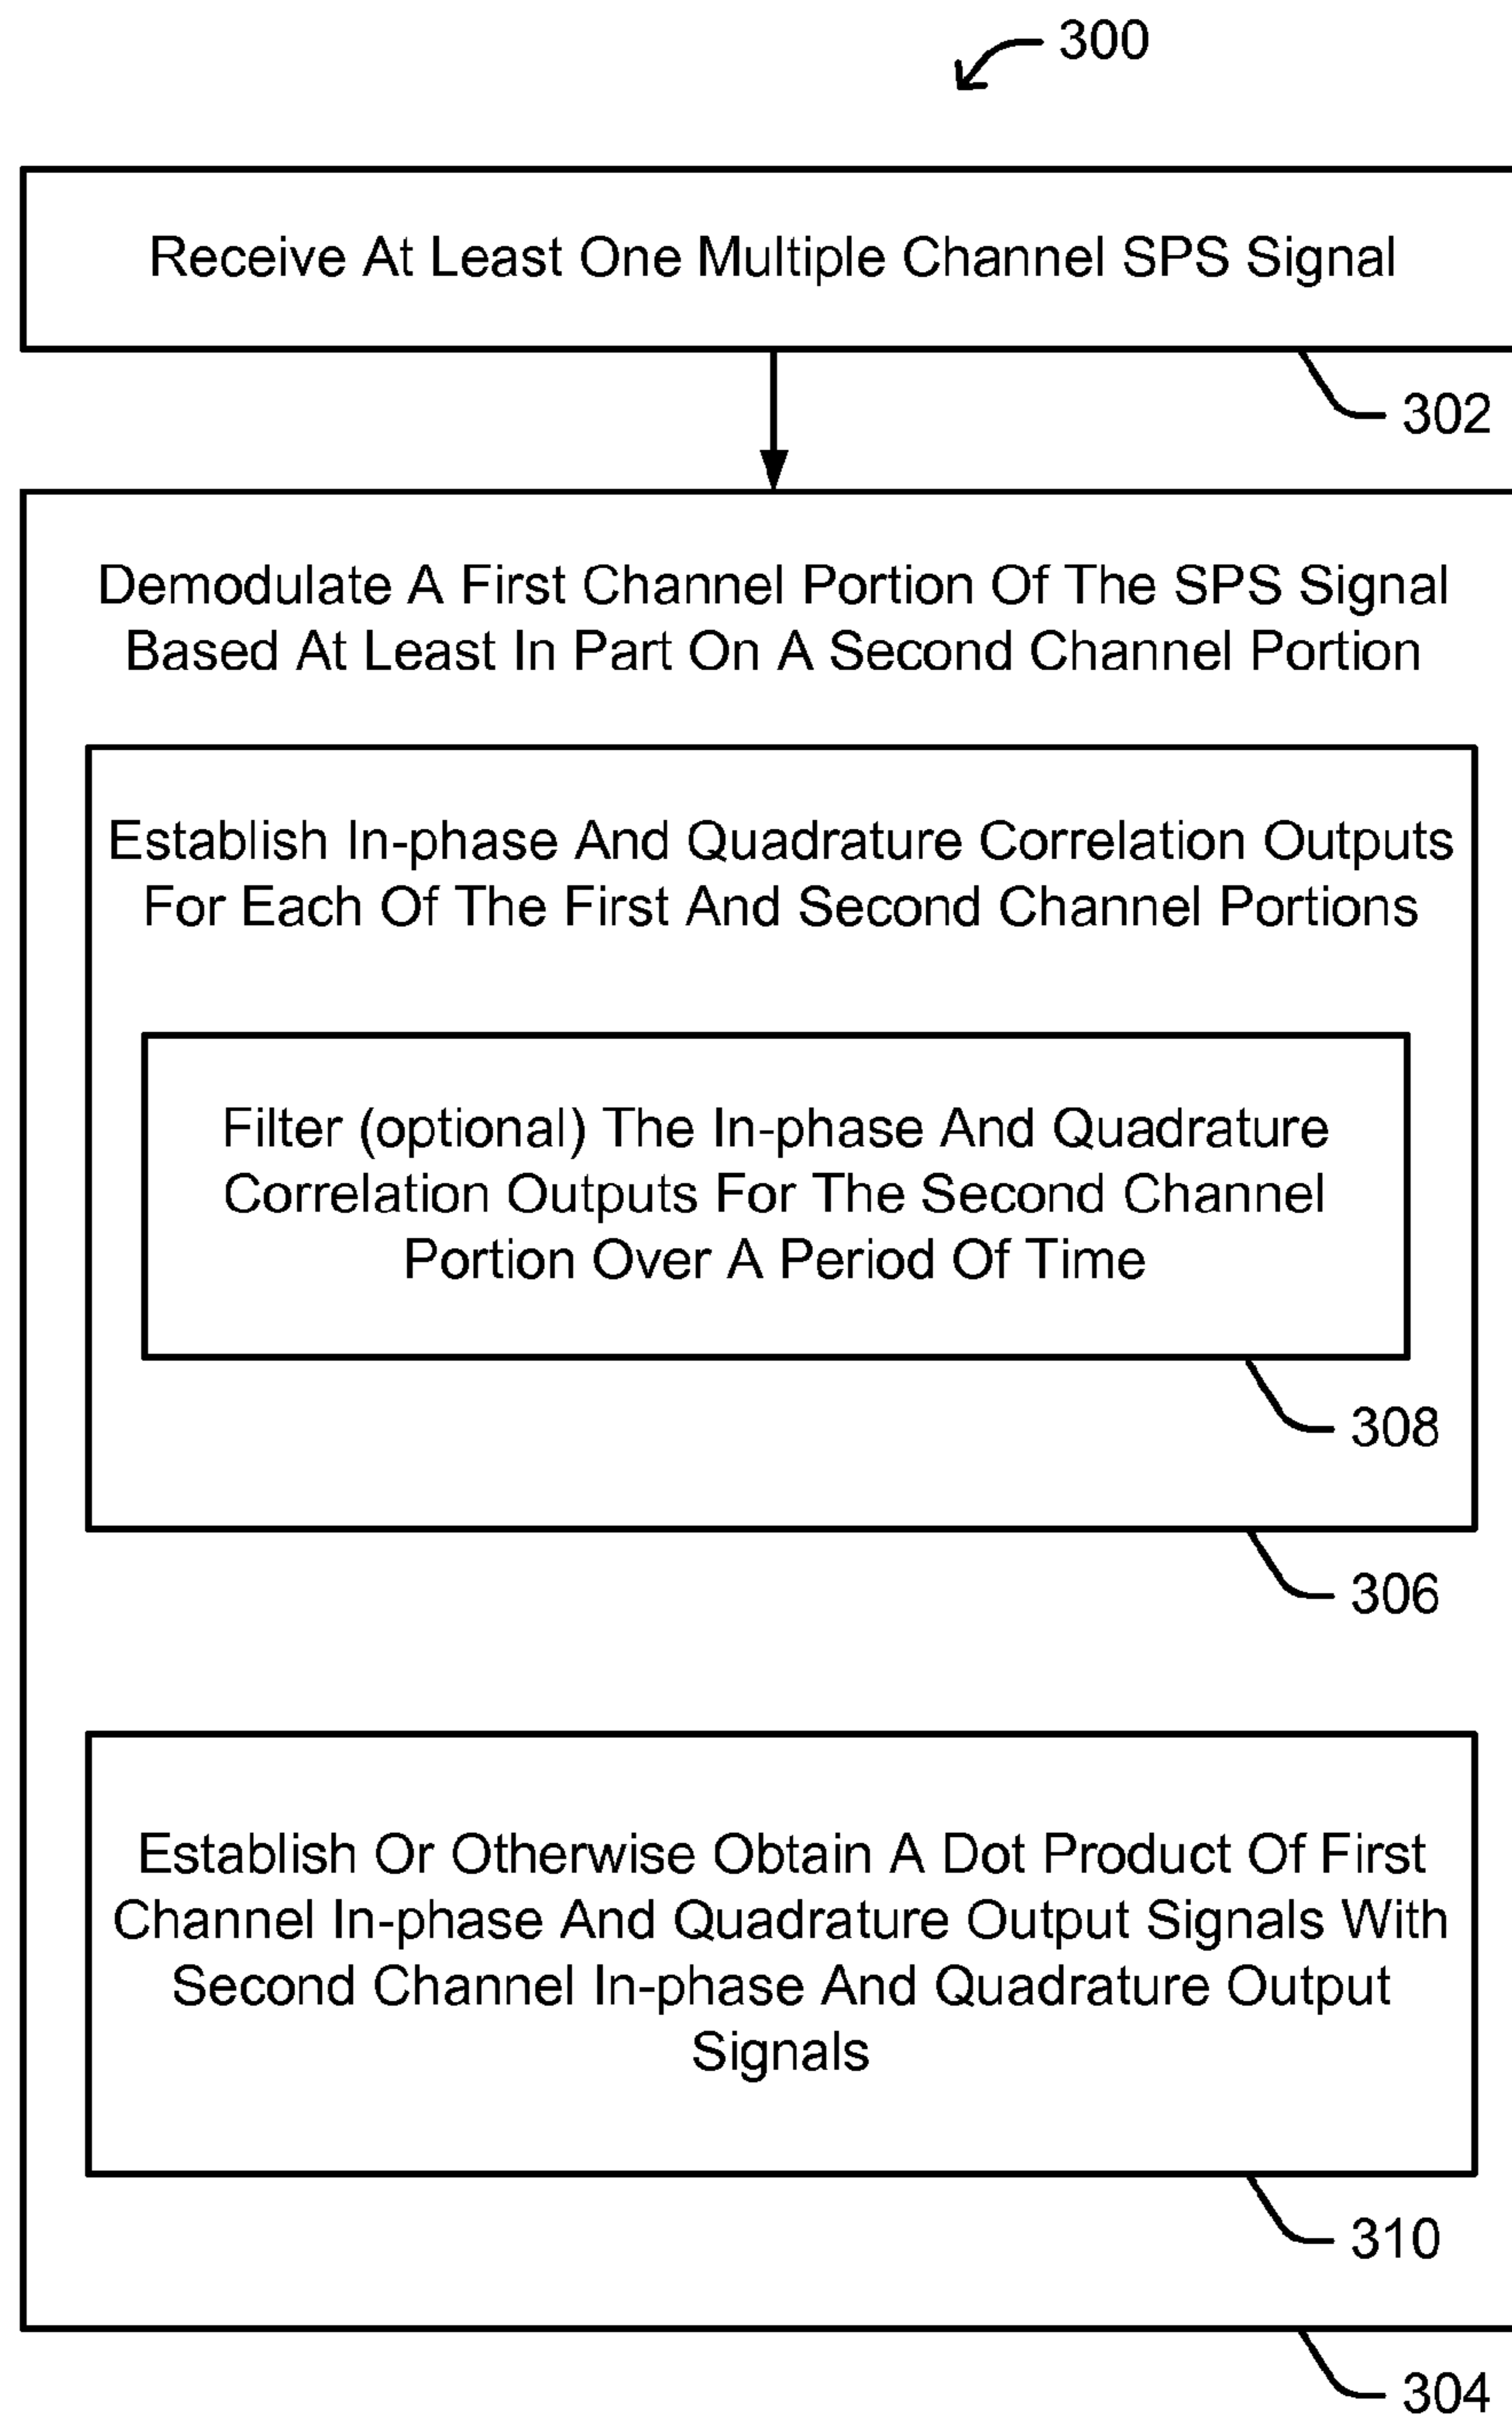 300
Receive At Least One Multiple Channel SPS Signal
302
Demodulate A First Channel Portion Of The SPS Signal
Based At Least In Part On A Second Channel Portion
Establish In-phase And Quadrature Correlation Outputs
For Each Of The First And Second Channel Portions
Filter (optional) The In-phase And Quadrature
Correlation Outputs For The Second Channel
Portion Over A Period Of Time
308
306
Establish Or Otherwise Obtain A Dot Product Of First
Channel In-phase And Quadrature Output Signals With
Second Channel In-phase And Quadrature Output
Signals
310
304